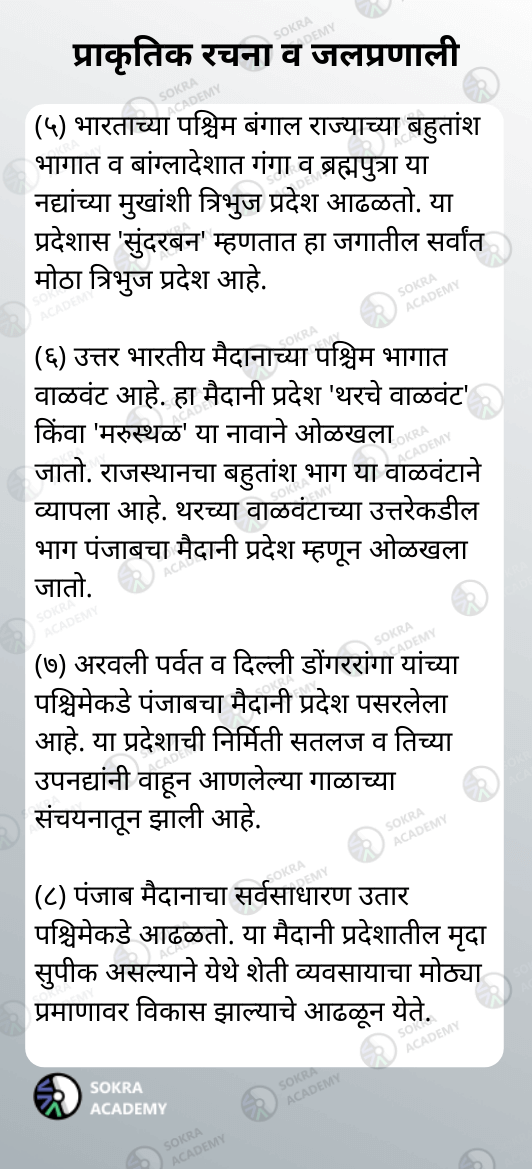 प्राकृतिक रचना व जलप्रणाली
(५) भारताच्या पश्चिम बंगाल राज्याच्या बहुतांश
भागात व बांग्लादेशात गंगा व ब्रह्मपुत्रा या
नद्यांच्या मुखांशी त्रिभुज प्रदेश आढळतो. या
प्रदेशास 'सुंदरबन' म्हणतात हा जगातील सर्वांत
मोठा त्रिभुज प्रदेश आहे.
(६) उत्तर भारतीय मैदानाच्या पश्चिम भागात
वाळवंट आहे. हा मैदानी प्रदेश 'थरचे वाळवंट'
किंवा 'मरुस्थळ' या नावाने ओळखला
जातो. राजस्थानचा बहुतांश भाग या वाळवंटाने
व्यापला आहे. थरच्या वाळवंटाच्या उत्तरेकडील
भाग पंजाबचा मैदानी प्रदेश म्हणून ओळखला
जातो.
(७) अरवली पर्वत व दिल्ली डोंगररांगा यांच्या
पश्चिमेकडे पंजाबचा मैदानी प्रदेश पसरलेला
आहे. या प्रदेशाची निर्मिती सतलज व तिच्या
उपनद्यांनी वाहून आणलेल्या गाळाच्या
संचयनातून झाली आहे.
(८) पंजाब मैदानाचा सर्वसाधारण उतार
पश्चिमेकडे आढळतो. या मैदानी प्रदेशातील मृदा
सुपीक असल्याने येथे शेती व्यवसायाचा मोठ्या
प्रमाणावर विकास झाल्याचे आढळून येते.
SOKRA
ACADEMY